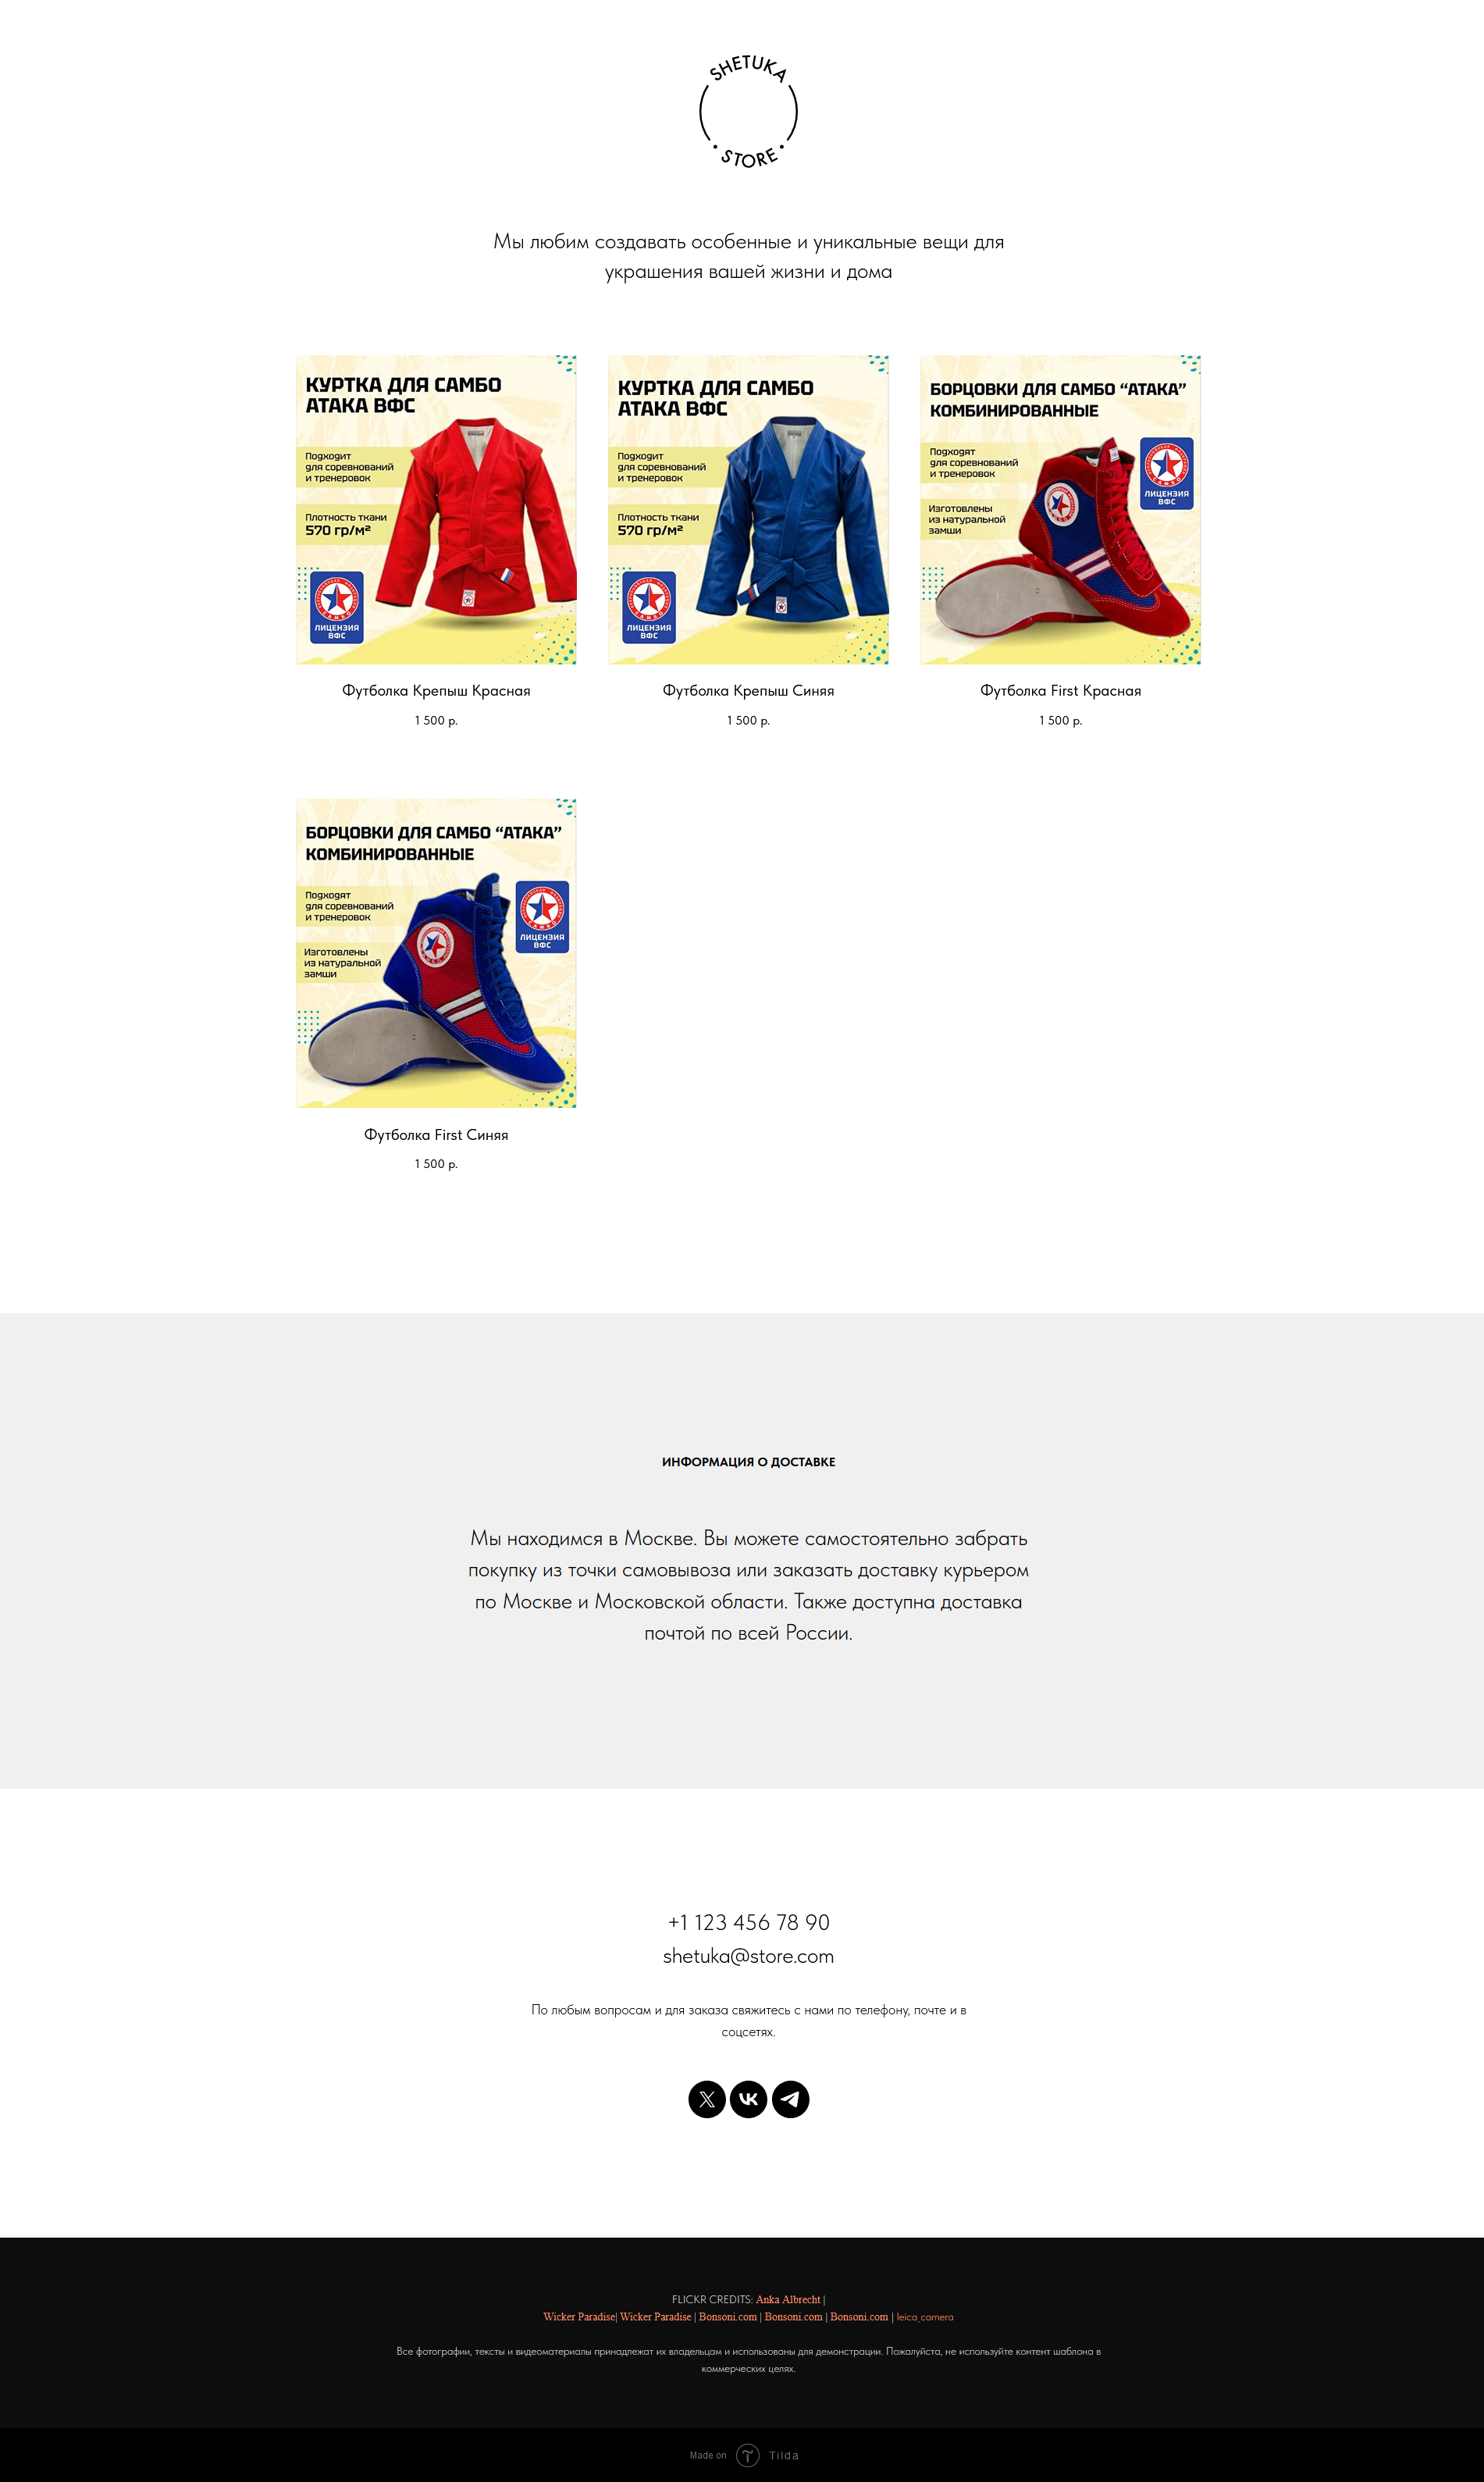 SHETUKA
STORE
Мы любим создавать особенные и уникальные вещи для
украшения вашей жизни и дома
КУРТКА ДЛЯ САМБО
АТАКА ВФС
Подходит
для соревнований
и тренеровок
Плотность ткани
570 гр/м²
САМБО
ЛИЦЕНЗИЯ
ВФС
Футболка Крепыш Красная
1 500 р.
КУРТКА ДЛЯ САМБО
АТАКА ВФС
Подходит
для соревнований
и тренеровок
Плотность ткани
570 гр/м²
САМБО
ЛИЦЕНЗИЯ
ВФС
Футболка Крепыш Синяя
1 500 р.
БОРЦОВКИ ДЛЯ САМБО “АТАКА”
КОМБИНИРОВАННЫЕ
Подходят
для соревнований
и тренеровок
Изготовлены
из натуральной
замши
САМБО
ЛИЦЕНЗИЯ
ВФС
Футболка First Красная
1 500 р.
БОРЦОВКИ ДЛЯ САМБО “АТАКА”
КОМБИНИРОВАННЫЕ
Подходят
для соревнований
и тренеровок
Изготовлены
из натуральной
замши
САМБО
ЛИЦЕНЗИЯ
ВФС
Футболка First Синяя
1 500 р.
ИНФОРМАЦИЯ О ДОСТАВКЕ
Мы находимся в Москве. Вы можете самостоятельно забрать
покупку из точки самовывоза или заказать доставку курьером
по Москве и Московской области. Также доступна доставка
почтой по всей России.
+1 123 456 78 90
shetuka@store.com
По любым вопросам и для заказа свяжитесь с нами по телефону, почте и в
соцсетях.
FLICKR CREDITS: Anka Albrecht |
Wicker Paradise| Wicker Paradise | Bonsoni.com | Bonsoni.com | Bonsoni.com | leica_camera
Все фотографии, тексты и видеоматериалы принадлежат их владельцам и использованы для демонстрации. Пожалуйста, не используйте контент шаблона в
коммерческих целях.
Made on Tilda